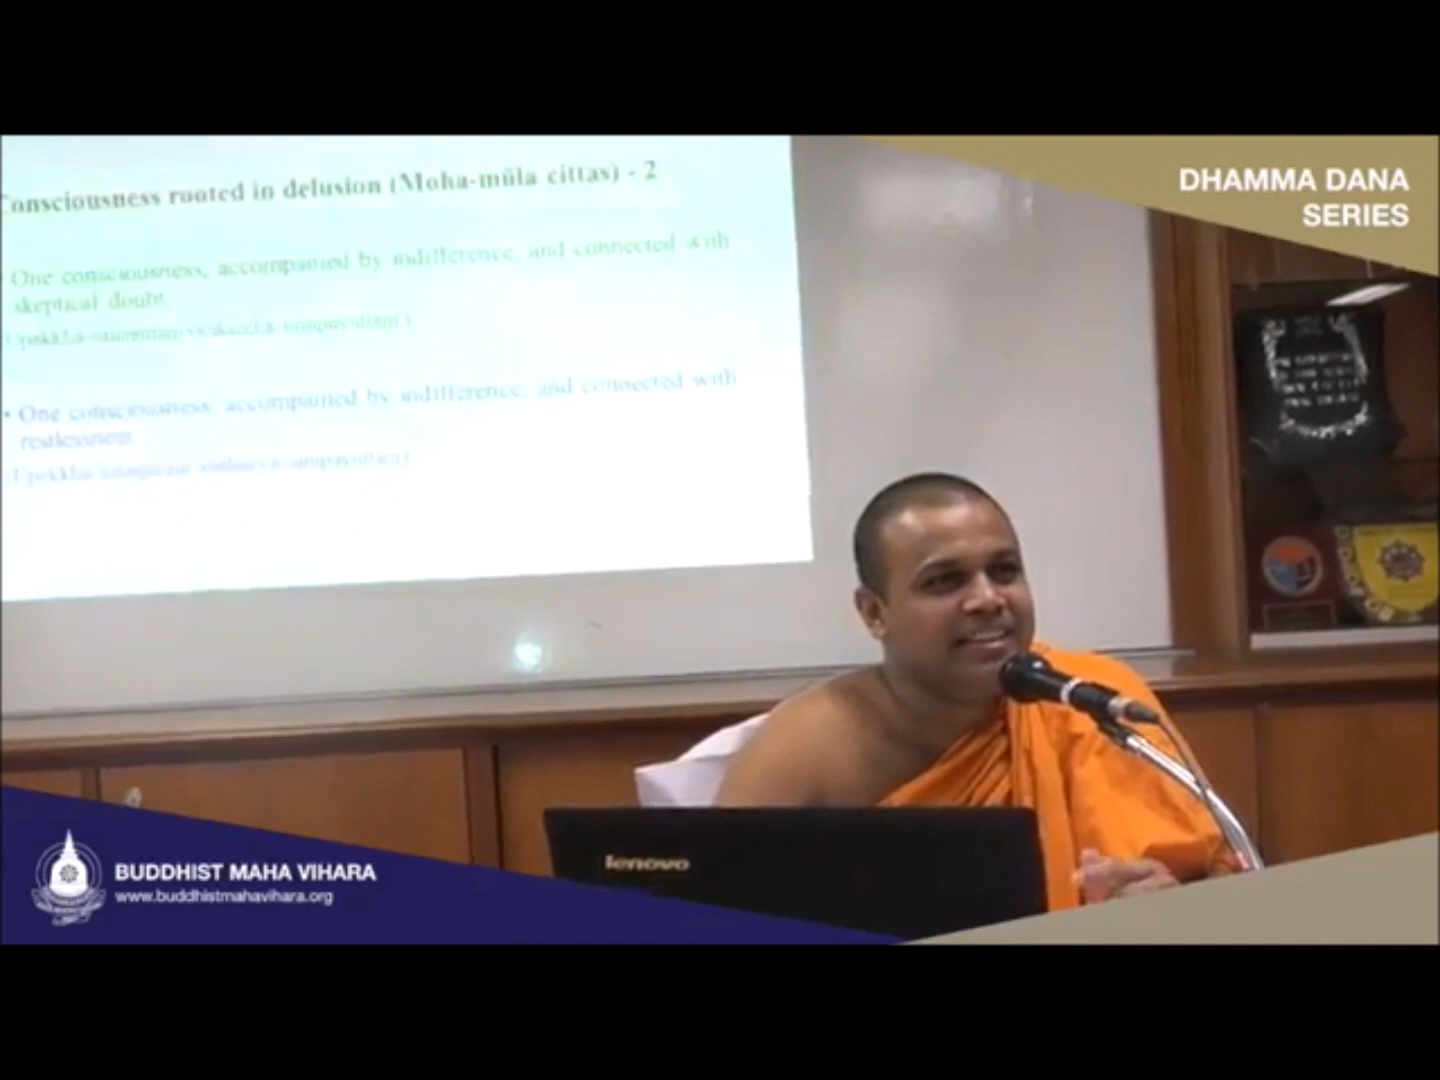 DHAMMA DANA
SERIES
Consciousness rooted in delusion (Moha-mūla cittas) - 2
One consciousness, accompanied by indifference, and connected with
skeptical doubt.
• One consciousness, accompanied by indifference, and connected with
restlessness.
lenovo
BUDDHIST MAHA VIHARA
www.buddhistmahavihara.org